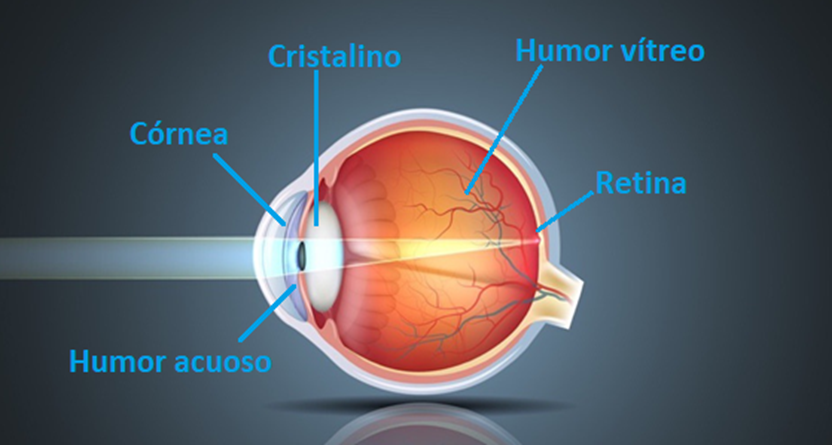 Cristalino
Humor vítreo
Córnea
Retina
Humor acuoso